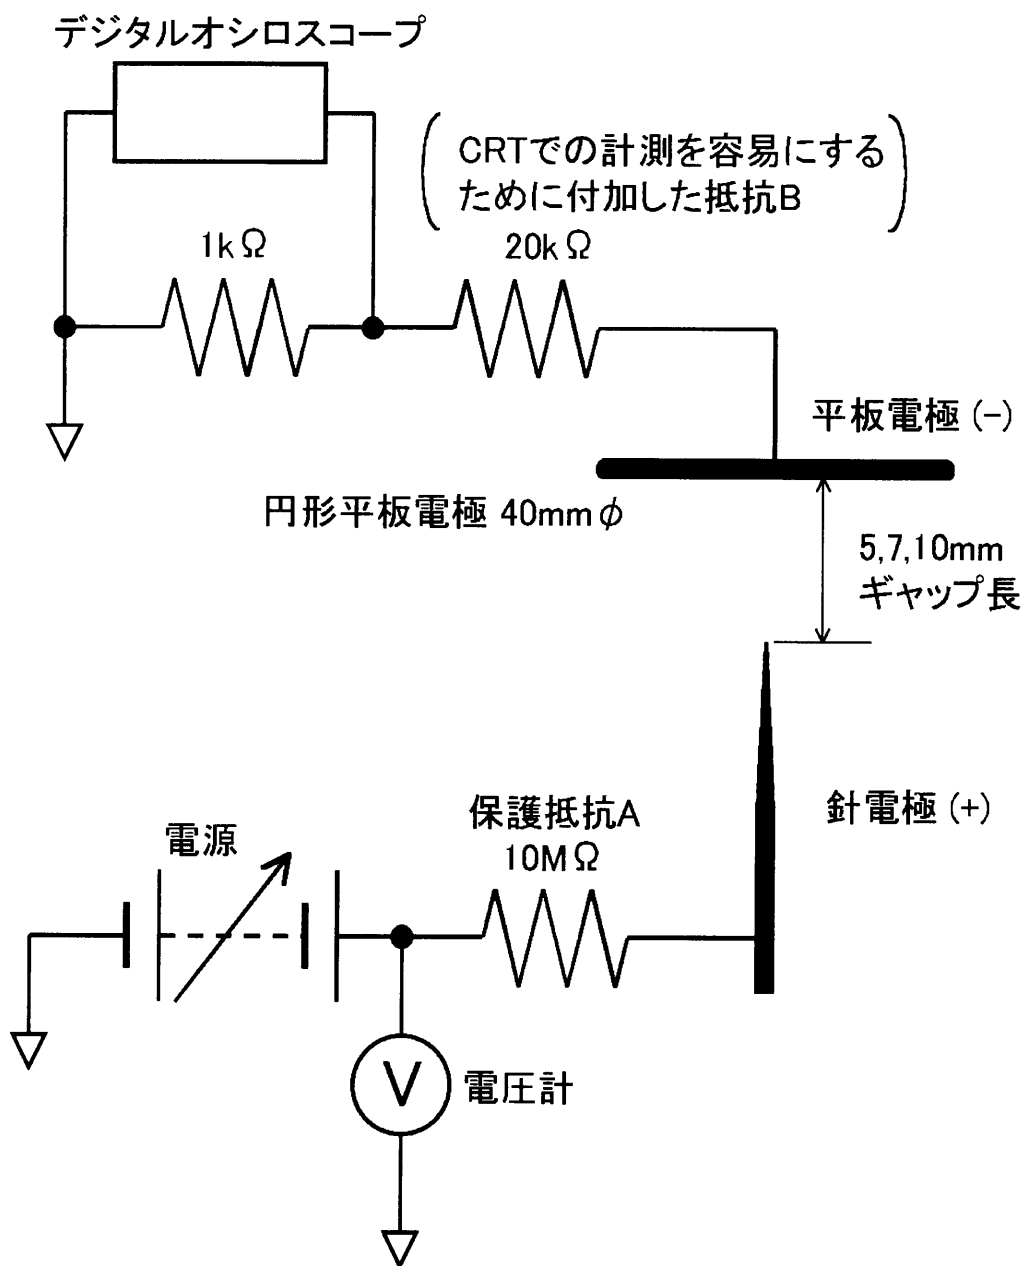 デジタルオシロスコープ
CRTでの計測を容易にする
ために付加した抵抗B
1kΩ
20kΩ
平板電極(-)
円形平板電極 40mmφ
5,7,10mm
ギャップ長
保護抵抗A
10MΩ
針電極(+)
電源
V
電圧計